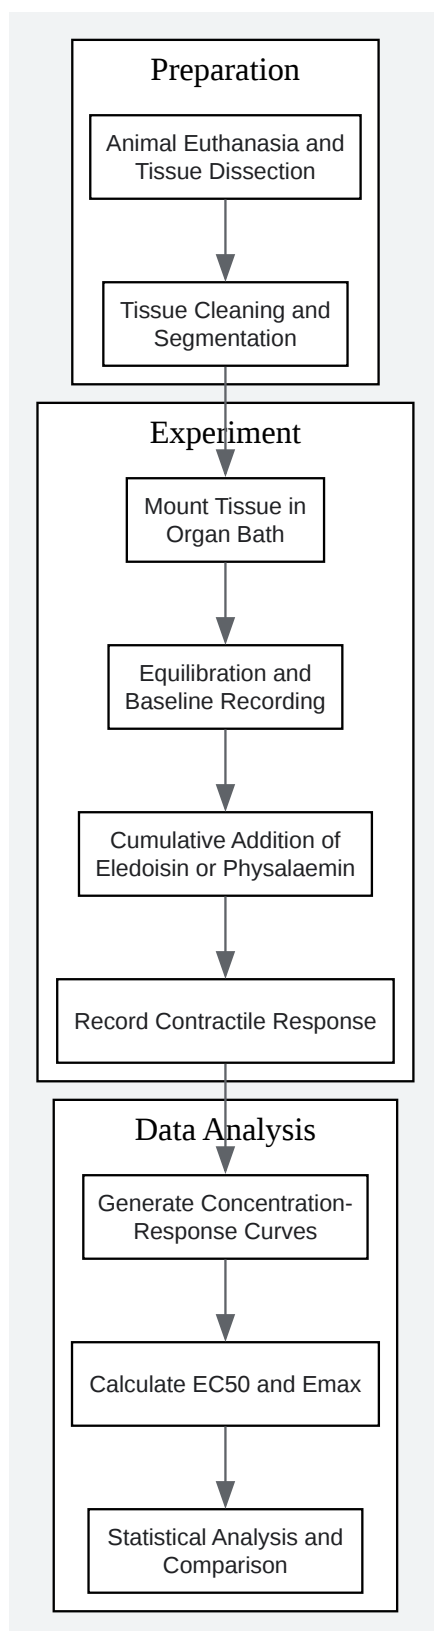 Preparation
Animal Euthanasia and
Tissue Dissection
Tissue Cleaning and
Segmentation
Experiment
Mount Tissue in
Organ Bath
Equilibration and
Baseline Recording
Cumulative Addition of
Eledoisin or Physalaemin
Record Contractile Response
Data Analysis
Generate Concentration-
Response Curves
Calculate EC50 and Emax
Statistical Analysis and
Comparison